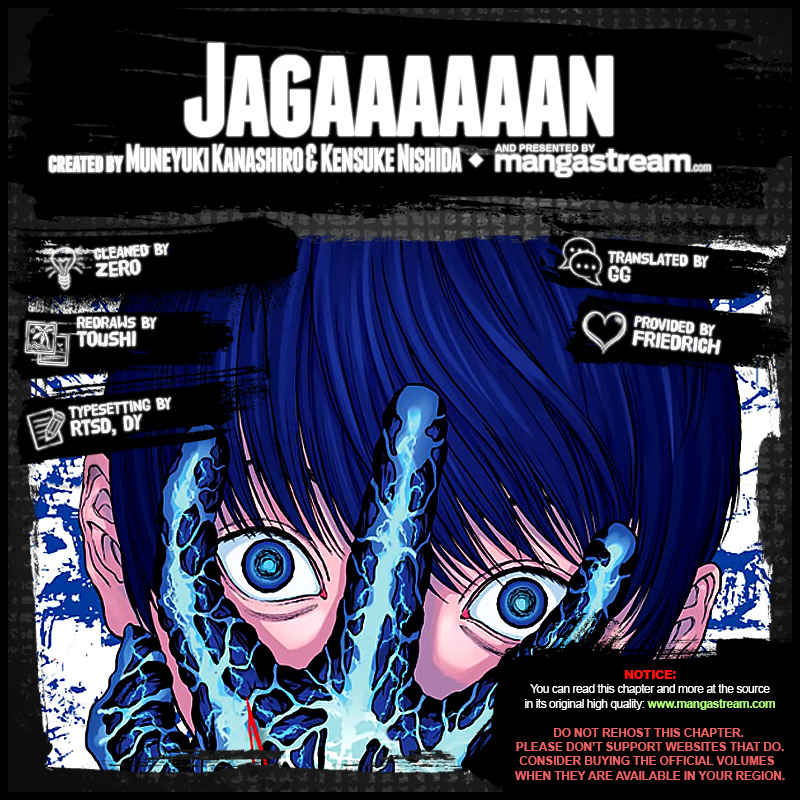 JAGAAAAAAN
CREATED BY MUNEYUKI KANASHIRO & KENSUKE NISHIDA ◆ AND PRESENTED BY mangastream.com
CLEANED BY
ZERO
REDRAWS BY
TOUSHI
TYPESETTING BY
RTSD, DY
TRANSLATED BY
GG
PROVIDED BY
FRIEDRICH
NOTICE:
You can read this chapter and more at the source
in its original high quality: www.mangastream.com
DO NOT REHOST THIS CHAPTER.
PLEASE DON'T SUPPORT WEBSITES THAT DO.
CONSIDER BUYING THE OFFICIAL VOLUMES
WHEN THEY ARE AVAILABLE IN YOUR REGION.